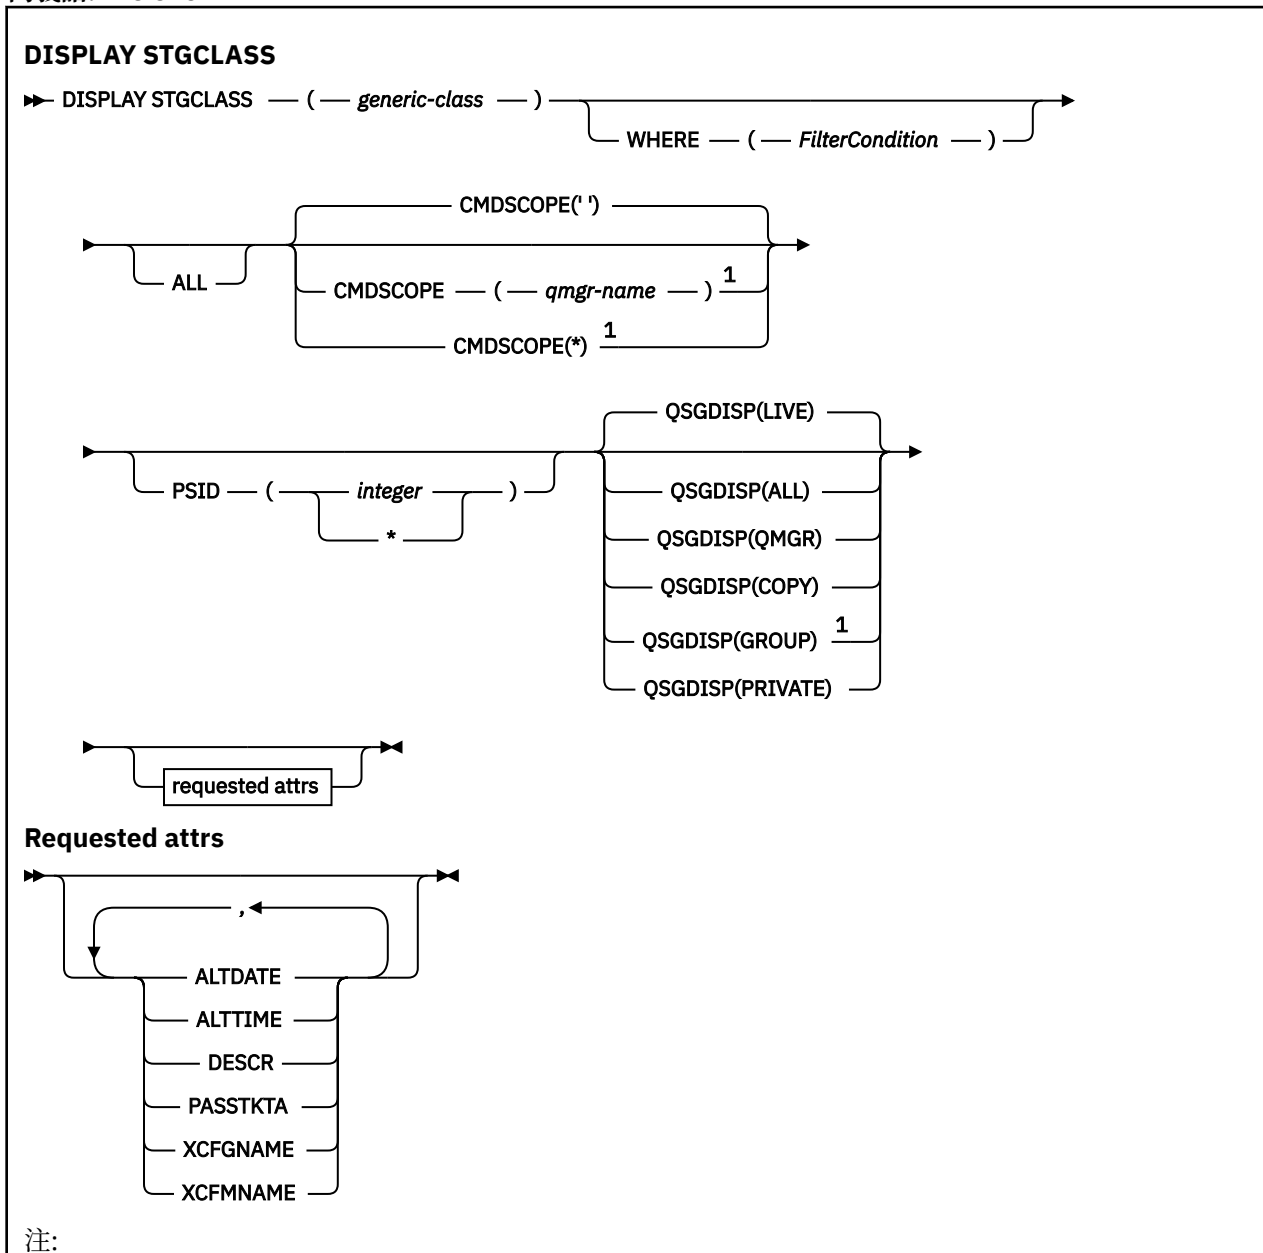 DISPLAY STGCLASS
DISPLAY STGCLASS ( generic-class )
WHERE ( FilterCondition )
CMDSCOPE(' ')
ALL
CMDSCOPE ( qmgr-name ) 1
CMDSCOPE(*) 1
QSGDISP(LIVE)
PSID ( integer )
*
QSGDISP(ALL)
QSGDISP(QMGR)
QSGDISP(COPY)
QSGDISP(GROUP) 1
QSGDISP(PRIVATE)
requested attrs
Requested attrs
,
ALTDATE
ALTTIME
DESCR
PASSTKTA
XCFGNAME
XCFMNAME
注: